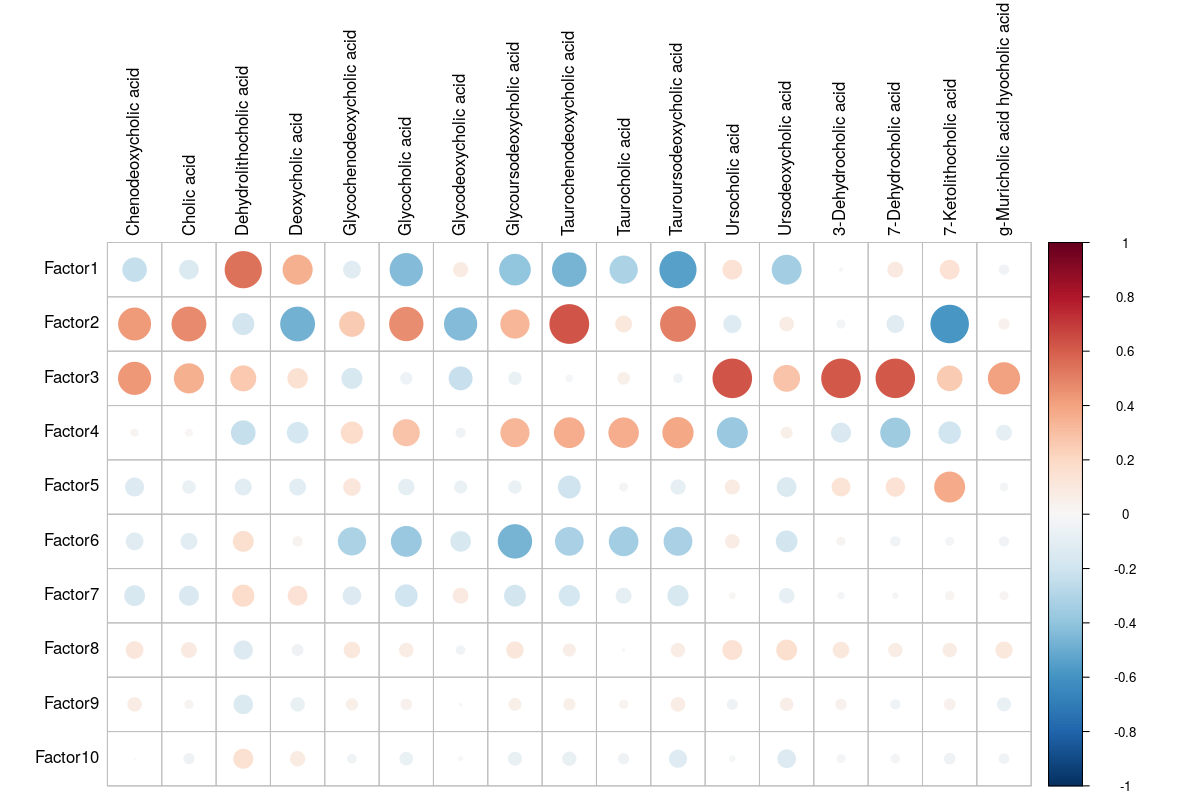 Chenodeoxycholic acid
Cholic acid
Dehydrolithocholic acid
Deoxycholic acid
Glycochenodeoxycholic acid
Glycocholic acid
Glycodeoxycholic acid
Glycoursodeoxycholic acid
Taurochenodeoxycholic acid
Taurocholic acid
Tauroursodeoxycholic acid
Ursocholic acid
Ursodeoxycholic acid
3-Dehydrocholic acid
7-Dehydrocholic acid
7-Ketolithocholic acid
g-Muricholic acid hyocholic acid
Factor1
Factor2
Factor3
Factor4
Factor5
Factor6
Factor7
Factor8
Factor9
Factor10
1
0.8
0.6
0.4
0.2
0
-0.2
-0.4
-0.6
-0.8
-1